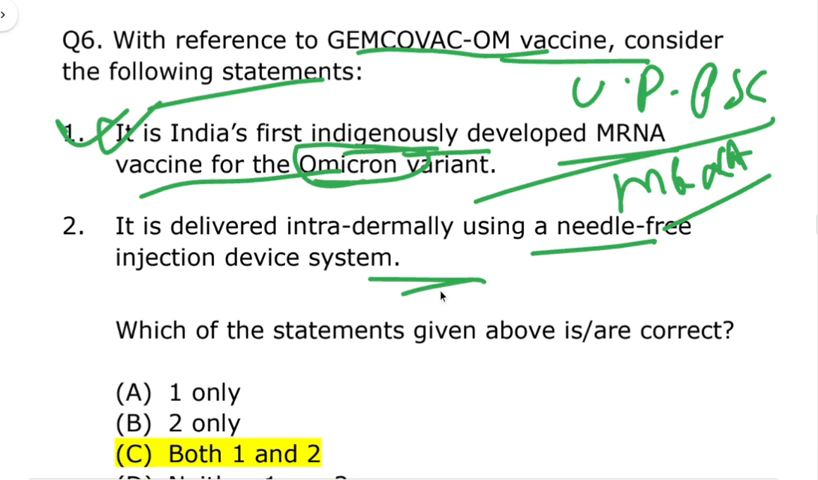 Q6. With reference to GEMCOVAC-OM vaccine, consider
the following statements:
U.P.PSC
1. It is India's first indigenously developed MRNA
vaccine for the Omicron variant.
2. It is delivered intra-dermally using a needle-free
injection device system.
Which of the statements given above is/are correct?
(A) 1 only
(B) 2 only
(C) Both 1 and 2